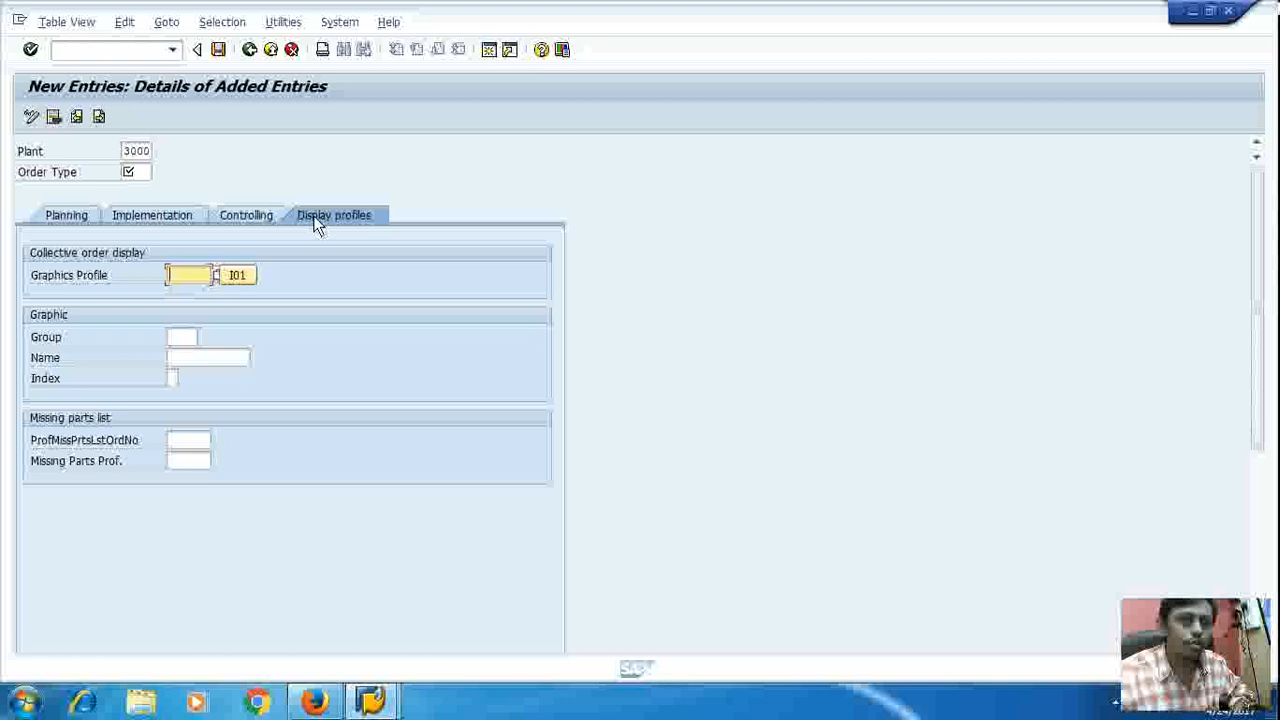 Table View Edit Goto Selection Utilities System Help
New Entries: Details of Added Entries
Plant 3000
Order Type
Planning Implementation Controlling Display profiles
Collective order display
Graphics Profile I01
Graphic
Group
Name
Index
Missing parts list
ProfMissPrtsLstOrdNo
Missing Parts Prof.
SAP